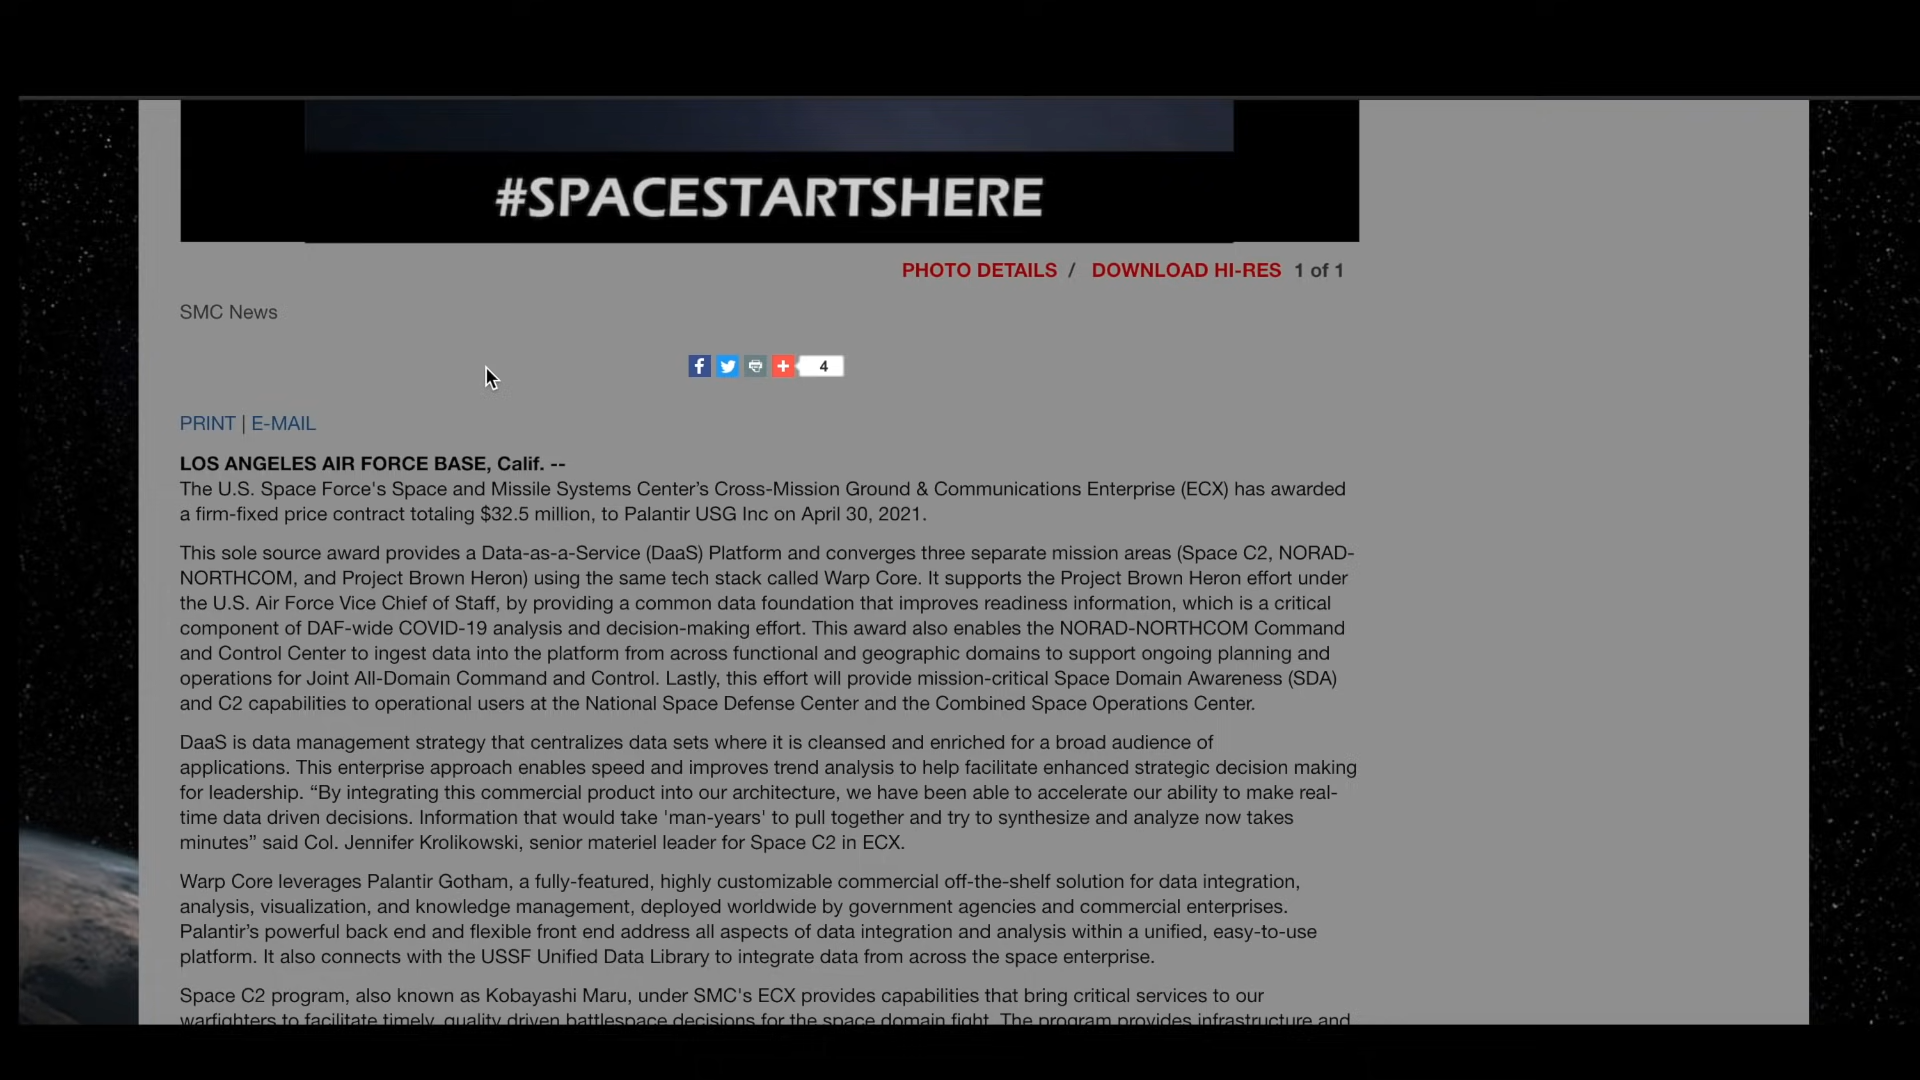 #SPACESTARTSHERE
PHOTO DETAILS / DOWNLOAD HI-RES 1 of 1
SMC News
4
PRINT | E-MAIL
LOS ANGELES AIR FORCE BASE, Calif. --
The U.S. Space Force's Space and Missile Systems Center’s Cross-Mission Ground & Communications Enterprise (ECX) has awarded
a firm-fixed price contract totaling $32.5 million, to Palantir USG Inc on April 30, 2021.
This sole source award provides a Data-as-a-Service (DaaS) Platform and converges three separate mission areas (Space C2, NORAD-
NORTHCOM, and Project Brown Heron) using the same tech stack called Warp Core. It supports the Project Brown Heron effort under
the U.S. Air Force Vice Chief of Staff, by providing a common data foundation that improves readiness information, which is a critical
component of DAF-wide COVID-19 analysis and decision-making effort. This award also enables the NORAD-NORTHCOM Command
and Control Center to ingest data into the platform from across functional and geographic domains to support ongoing planning and
operations for Joint All-Domain Command and Control. Lastly, this effort will provide mission-critical Space Domain Awareness (SDA)
and C2 capabilities to operational users at the National Space Defense Center and the Combined Space Operations Center.
DaaS is data management strategy that centralizes data sets where it is cleansed and enriched for a broad audience of
applications. This enterprise approach enables speed and improves trend analysis to help facilitate enhanced strategic decision making
for leadership. “By integrating this commercial product into our architecture, we have been able to accelerate our ability to make real-
time data driven decisions. Information that would take 'man-years' to pull together and try to synthesize and analyze now takes
minutes” said Col. Jennifer Krolikowski, senior materiel leader for Space C2 in ECX.
Warp Core leverages Palantir Gotham, a fully-featured, highly customizable commercial off-the-shelf solution for data integration,
analysis, visualization, and knowledge management, deployed worldwide by government agencies and commercial enterprises.
Palantir’s powerful back end and flexible front end address all aspects of data integration and analysis within a unified, easy-to-use
platform. It also connects with the USSF Unified Data Library to integrate data from across the space enterprise.
Space C2 program, also known as Kobayashi Maru, under SMC's ECX provides capabilities that bring critical services to our
warfighters to facilitate timely, quality driven battlespace decisions for the space domain fight. The program provides infrastructure and